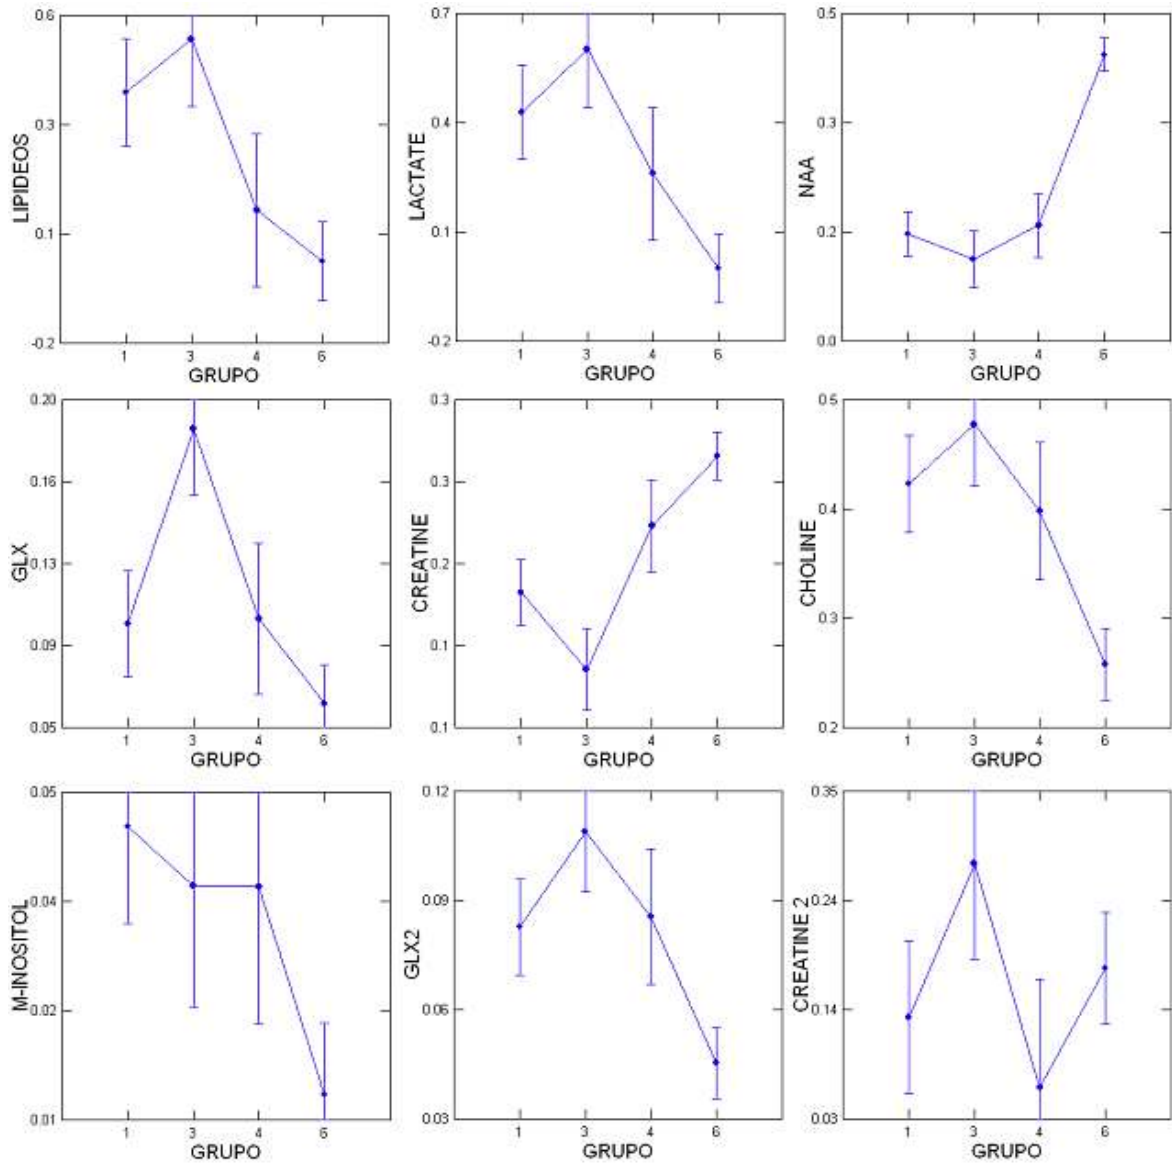 LIPIDEOS
0.6
0.3
0.1
-0.2
1 3 4 6
GRUPO
LACTATE
0.7
0.4
0.1
-0.2
1 3 4 6
GRUPO
NAA
0.5
0.3
0.2
0.0
1 3 4 6
GRUPO
GLX
0.20
0.16
0.13
0.09
0.05
1 3 4 6
GRUPO
CREATINE
0.3
0.3
0.2
0.1
0.1
1 3 4 6
GRUPO
CHOLINE
0.5
0.4
0.3
0.2
1 3 4 6
GRUPO
M-INOSITOL
0.05
0.04
0.02
0.01
1 3 4 6
GRUPO
GLX2
0.12
0.09
0.06
0.03
1 3 4 6
GRUPO
CREATINE 2
0.35
0.24
0.14
0.03
1 3 4 6
GRUPO